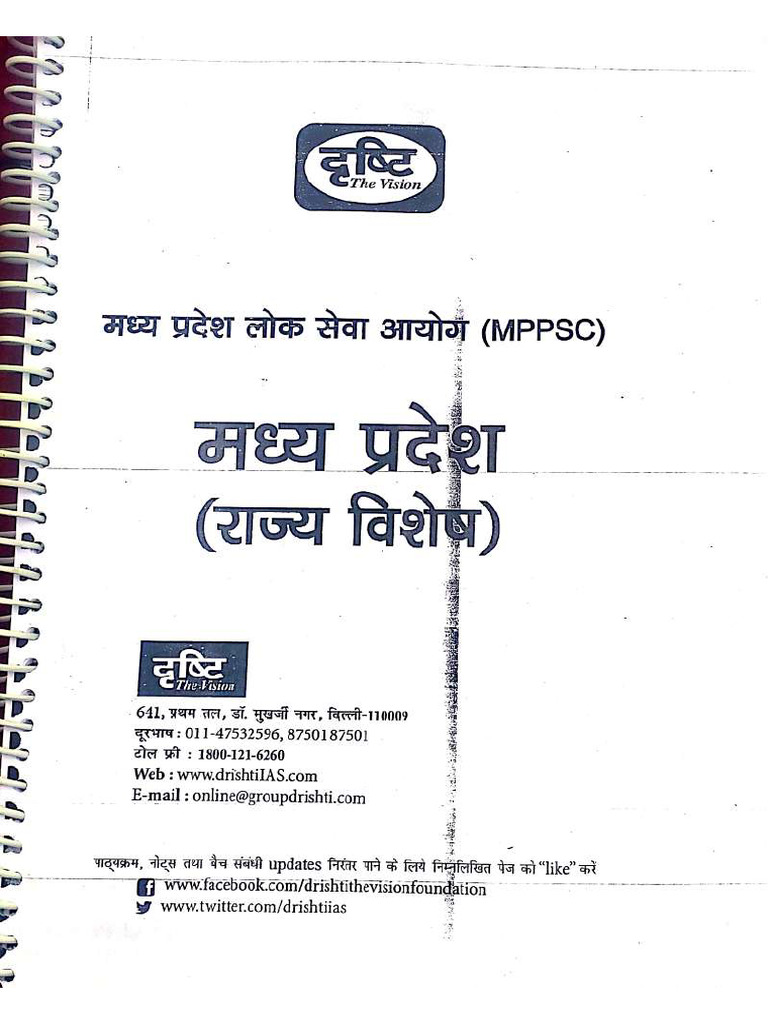 दृष्टि
The Vision
मध्य प्रदेश लोक सेवा आयोग (MPPSC)
मध्य प्रदेश
(राज्य विशेष)
दृष्टि
The Vision
641, प्रथम तल, डॉ. मुखर्जी नगर, दिल्ली-110009
दूरभाष : 011-47532596, 8750187501
टोल फ्री : 1800-121-6260
Web : www.drishtiIAS.com
E-mail : online@groupdrishti.com
पाठ्यक्रम, नोट्स तथा बैच संबंधी updates निरंतर पाने के लिये निम्नलिखित पेज को “like” करें
www.facebook.com/drishtithevisionfoundation
www.twitter.com/drishtiias